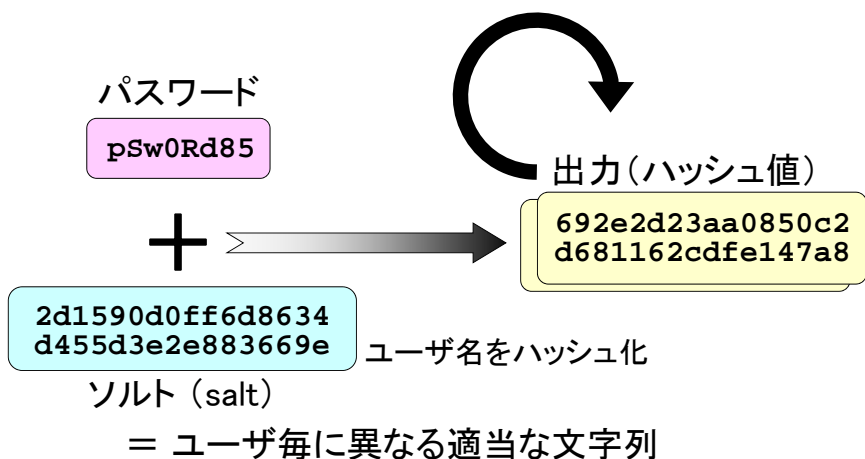 パスワード
pSw0Rd85
+
出力(ハッシュ値)
692e2d23aa0850c2
d681162cdfe147a8
2d1590d0ff6d8634
d455d3e2e883669e
ユーザ名をハッシュ化
ソルト (salt)
= ユーザ毎に異なる適当な文字列